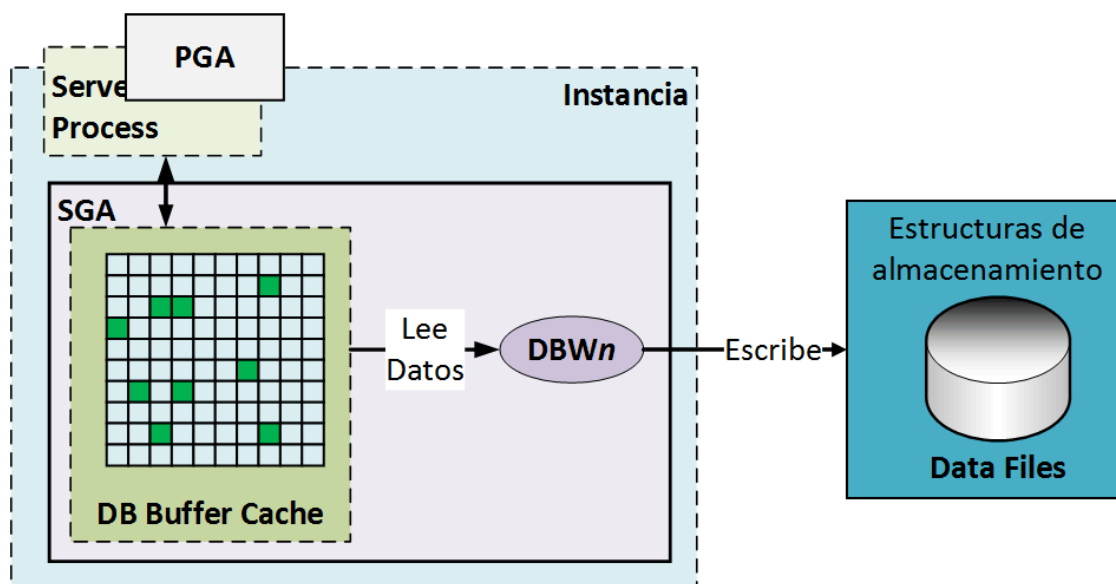 PGA
Serve
Process
Instancia
SGA
Lee
Datos
DBWn
Escribe
Estructuras de
almacenamiento
DB Buffer Cache
Data Files